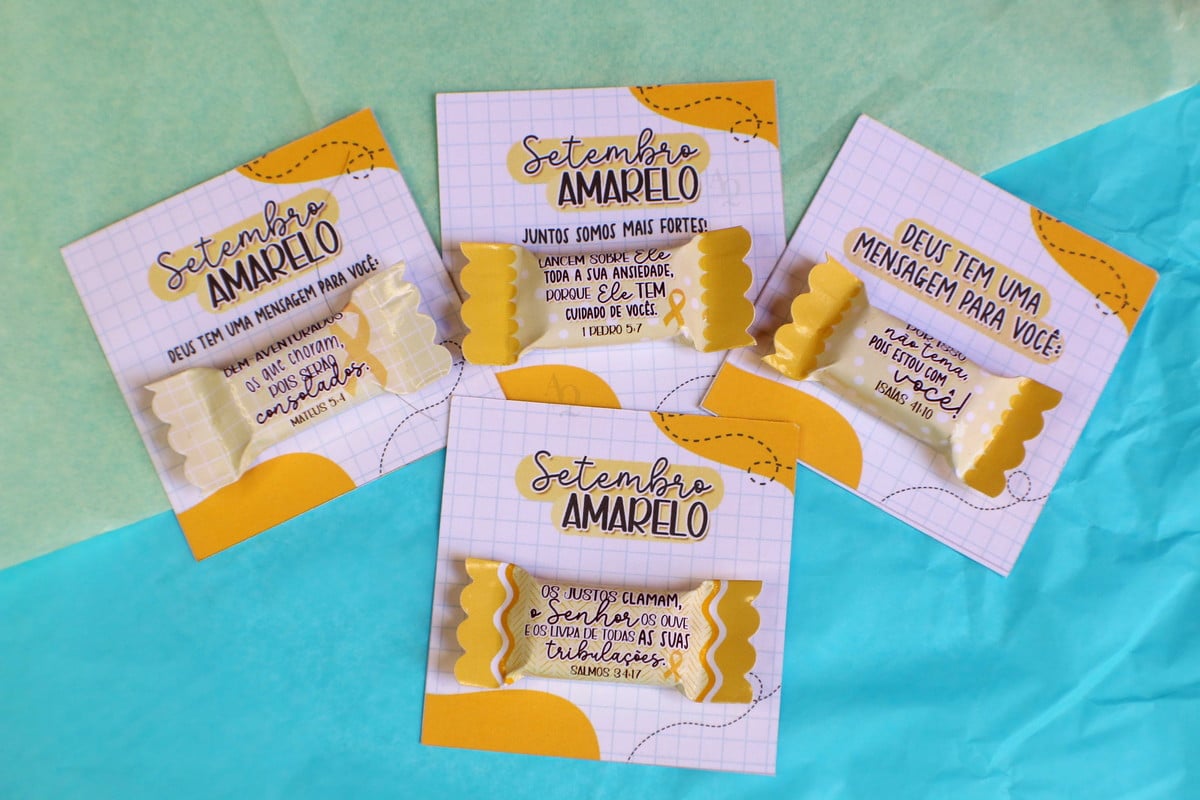 Setembro
AMARELO
DEUS TEM UMA MENSAGEM PARA VOCÊ:
BEM-AVENTURADOS
os que choram,
POIS SERÃO
consolados.
MATEUS 5:4
Setembro
AMARELO
JUNTOS SOMOS MAIS FORTES!
LANCEM SOBRE Ele
TODA A SUA ANSIEDADE,
PORQUE Ele TEM
CUIDADO DE VOCÊS.
1 PEDRO 5:7
DEUS TEM UMA
MENSAGEM PARA VOCÊ:
POR ISSO
não tema,
POIS ESTOU COM
você!
ISAÍAS 41:10
Setembro
AMARELO
OS JUSTOS CLAMAM,
o Senhor OS OUVE
E OS LIVRA DE TODAS AS SUAS
tribulações.
SALMOS 34:17